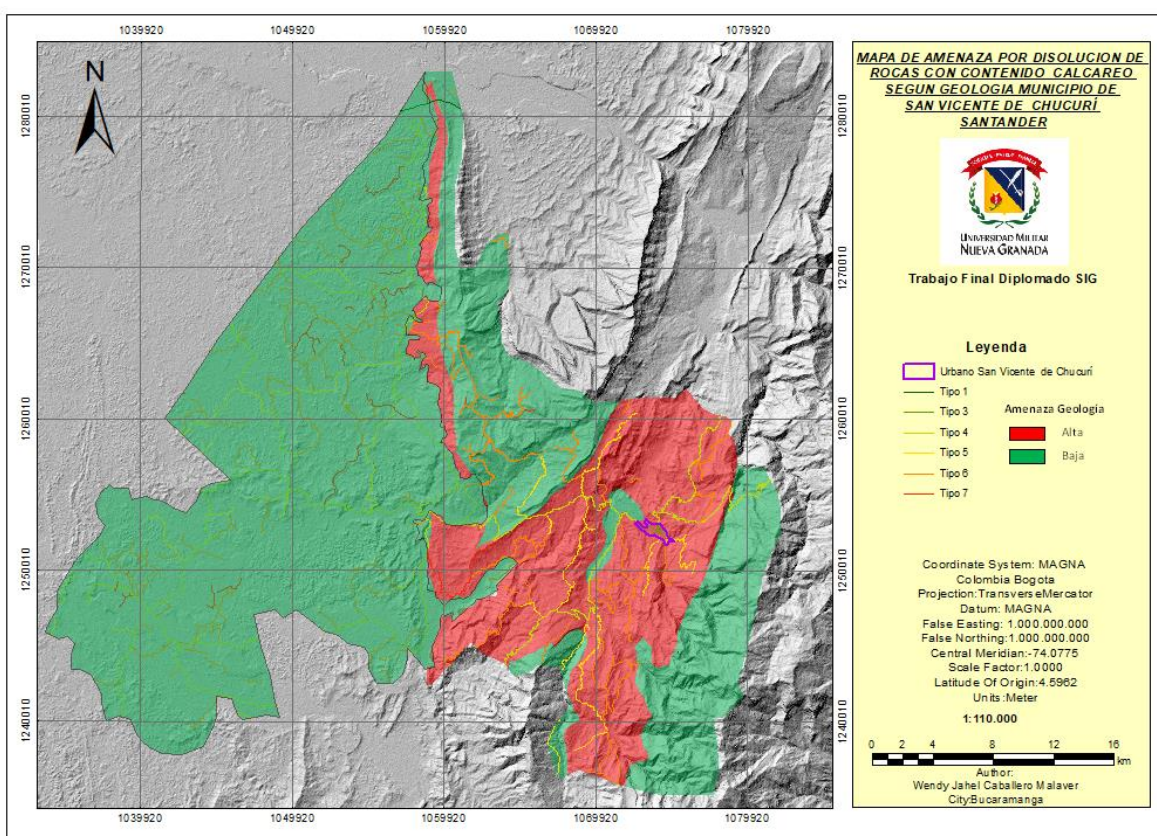 1039920
1049920
1059920
1069920
1079920
N
1280010
1270010
1260010
1250010
1240010
1280010
1270010
1260010
1250010
1240010
1039920
1049920
1059920
1069920
1079920
MAPA DE AMENAZA POR DISOLUCION DE
ROCAS CON CONTENIDO CALCAREO
SEGUN GEOLOGIA MUNICIPIO DE
SAN VICENTE DE CHUCURÍ
SANTANDER
UNIVERSIDAD MILITAR
NUEVA GRANADA
Trabajo Final Diplomado SIG
Leyenda
Urbano San Vicente de Chucurí
Tipo 1
Tipo 3
Tipo 4
Tipo 5
Tipo 6
Tipo 7
Amenaza Geología
Alta
Baja
Coordinate System: MAGNA
Colombia Bogota
Projection:TransverseMercator
Datum: MAGNA
False Easting: 1.000.000.000
False Northing:1.000.000.000
Central Meridian:-74.0775
Scale Factor:1.0000
Latitude Of Origin:4.5962
Units:Meter
1:110.000
0 2 4 8 12 16
km
Author:
Wendy Jahel Caballero Malaver
City:Bucaramanga